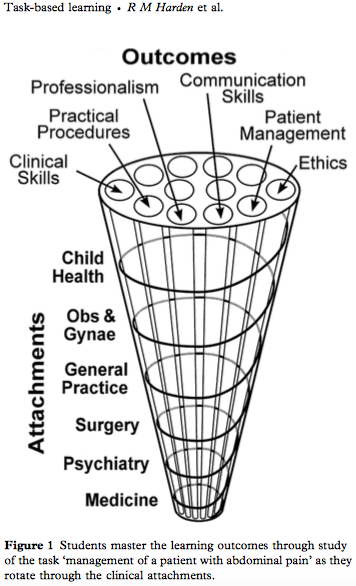 Task-based learning • R M Harden et al.
Outcomes
Professionalism
Communication
Skills
Practical
Procedures
Patient
Management
Clinical
Skills
Ethics
Attachments
Child
Health
Obs &
Gynae
General
Practice
Surgery
Psychiatry
Medicine
Figure 1 Students master the learning outcomes through study
of the task ‘management of a patient with abdominal pain’ as they
rotate through the clinical attachments.